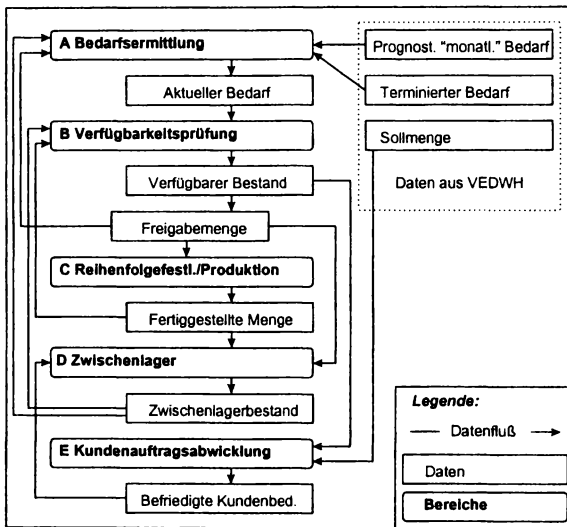 A Bedarfsermittlung
Aktueller Bedarf
B Verfügbarkeitsprüfung
Verfügbarer Bestand
Freigabemenge
C Reihenfolgefestl./Produktion
Fertiggestellte Menge
D Zwischenlager
Zwischenlagerbestand
E Kundenauftragsabwicklung
Befriedigte Kundenbed.
Prognost. "monatl." Bedarf
Terminierter Bedarf
Sollmenge
Daten aus VEDWH
Legende:
Datenfluß
Daten
Bereiche